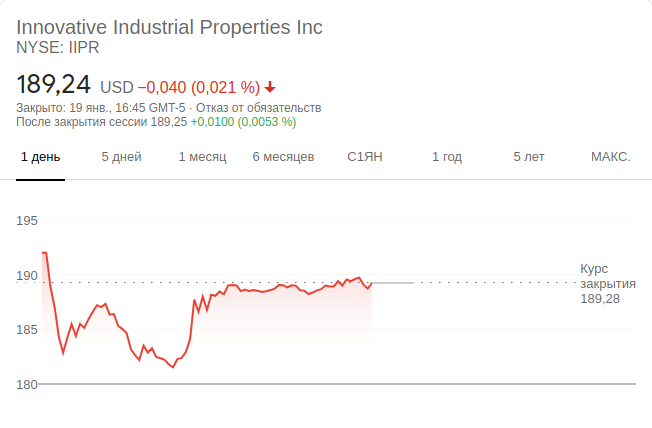 Innovative Industrial Properties Inc
NYSE: IIPR
189,24 USD −0,040 (0,021 %)
Закрыто: 19 янв., 16:45 GMT-5 · Отказ от обязательств
После закрытия сессии 189,25 +0,0100 (0,0053 %)
1 день 5 дней 1 месяц 6 месяцев С1ЯН 1 год 5 лет МАКС.
195
190
185
180
Курс
закрытия
189,28